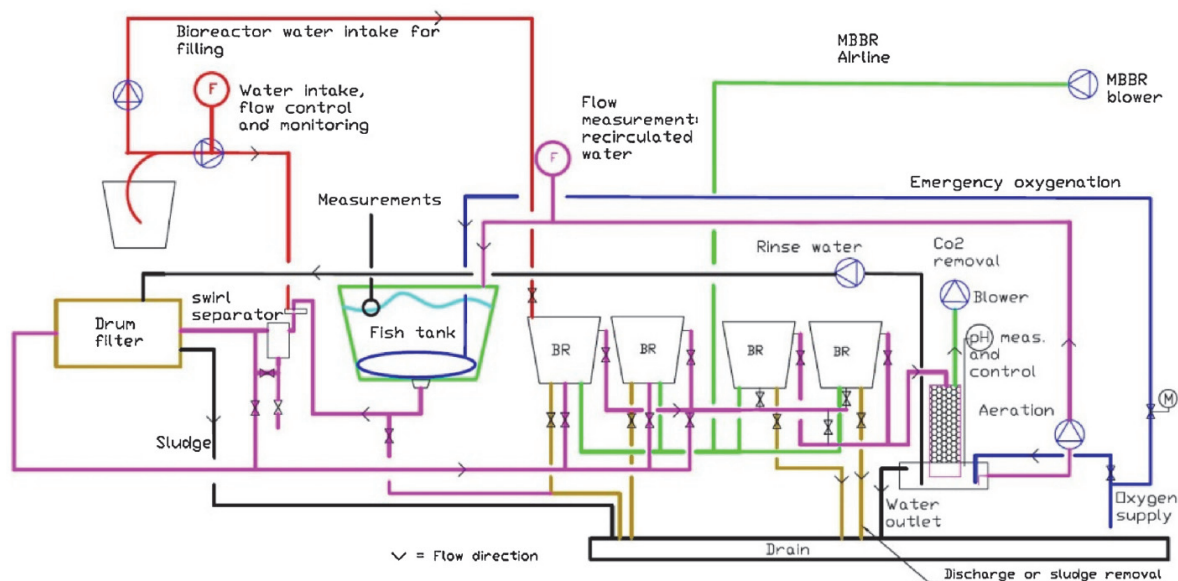 Bioreactor water intake for
filling
MBBR
Airline
F
Water intake,
flow control
and monitoring
Flow
measurement:
recirculated
water
MBBR
blower
F
Measurements
Emergency oxygenation
Rinse water
Co2
removal
swirl
separator
Blower
Drum
filter
Fish tank
BR
BR
BR
BR
pH meas.
and
control
M
Aeration
Sludge
Water
outlet
Oxygen
supply
Drain
= Flow direction
Discharge or sludge removal